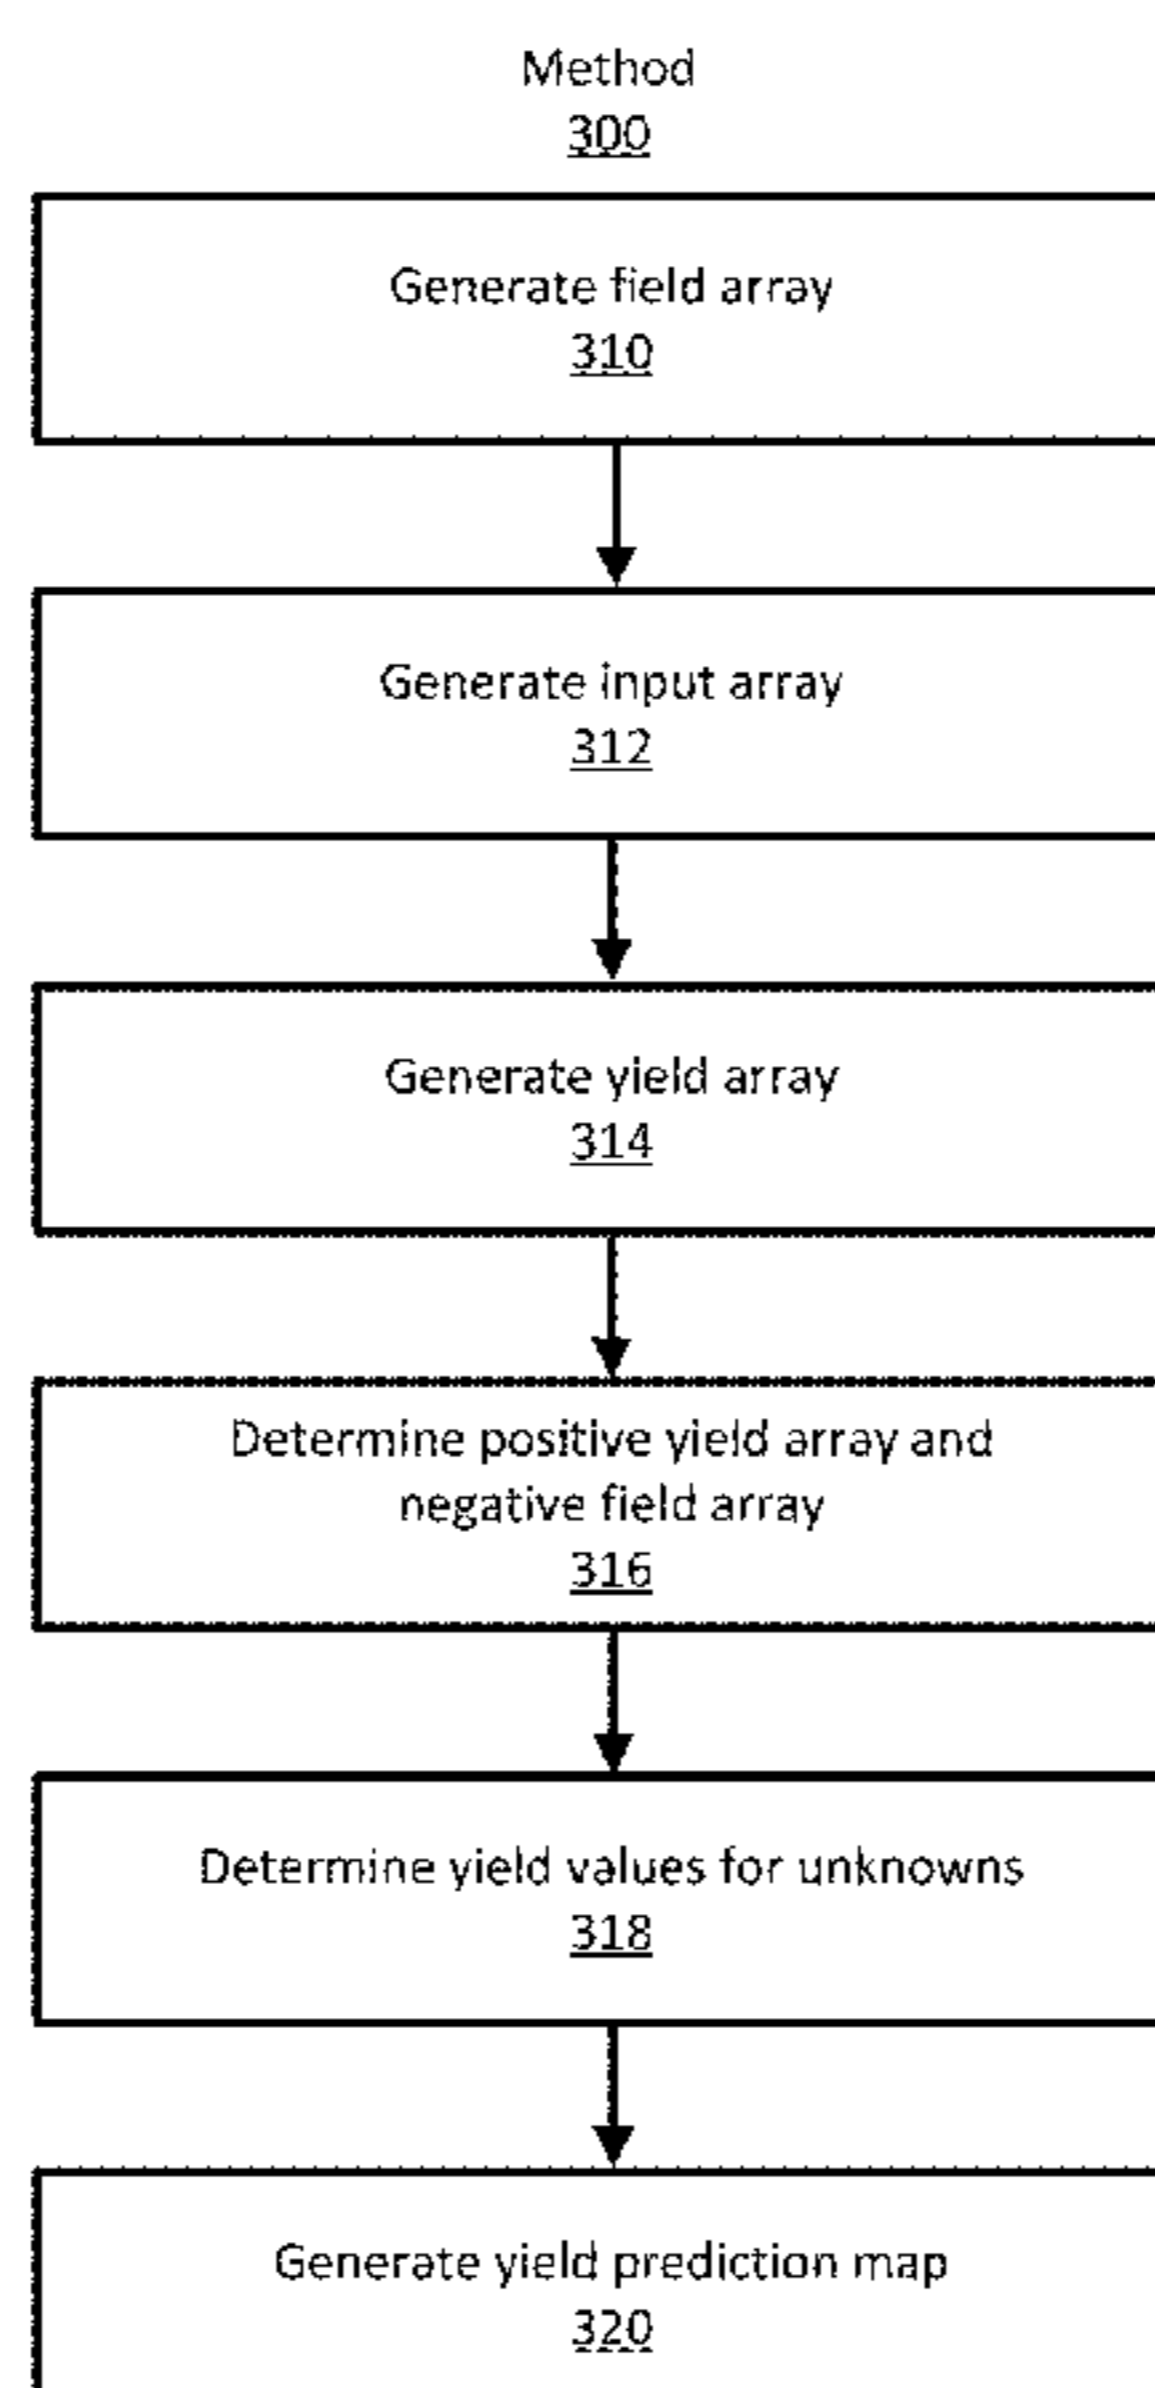 Method
300
Generate field array
310
Generate input array
312
Generate yield array
314
Determine positive yield array and
negative field array
316
Determine yield values for unknowns
318
Generate yield prediction map
320